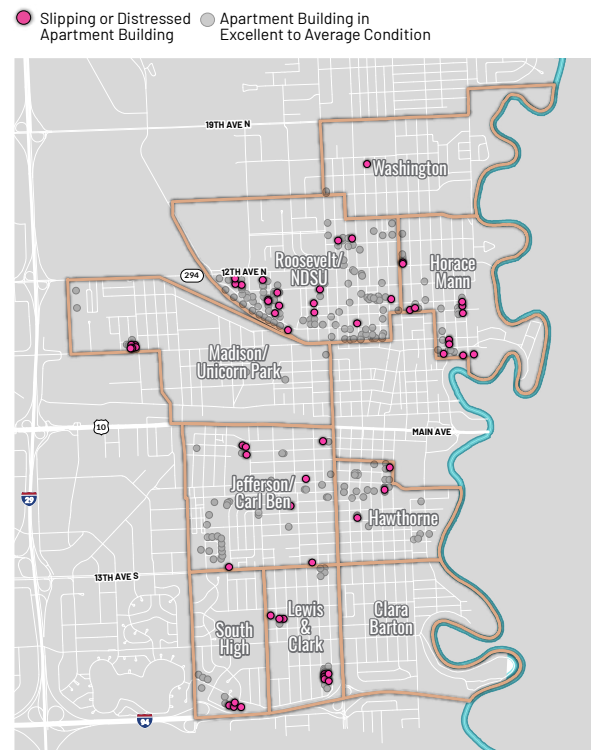 Slipping or Distressed
Apartment Building
Apartment Building in
Excellent to Average Condition
19TH AVE N
Washington
Roosevelt/
NDSU
294
12TH AVE N
Horace
Mann
Madison/
Unicorn Park
10
MAIN AVE
Jefferson/
Carl Ben
29
Hawthorne
13TH AVE S
South
High
Lewis
&
Clark
Clara
Barton
94